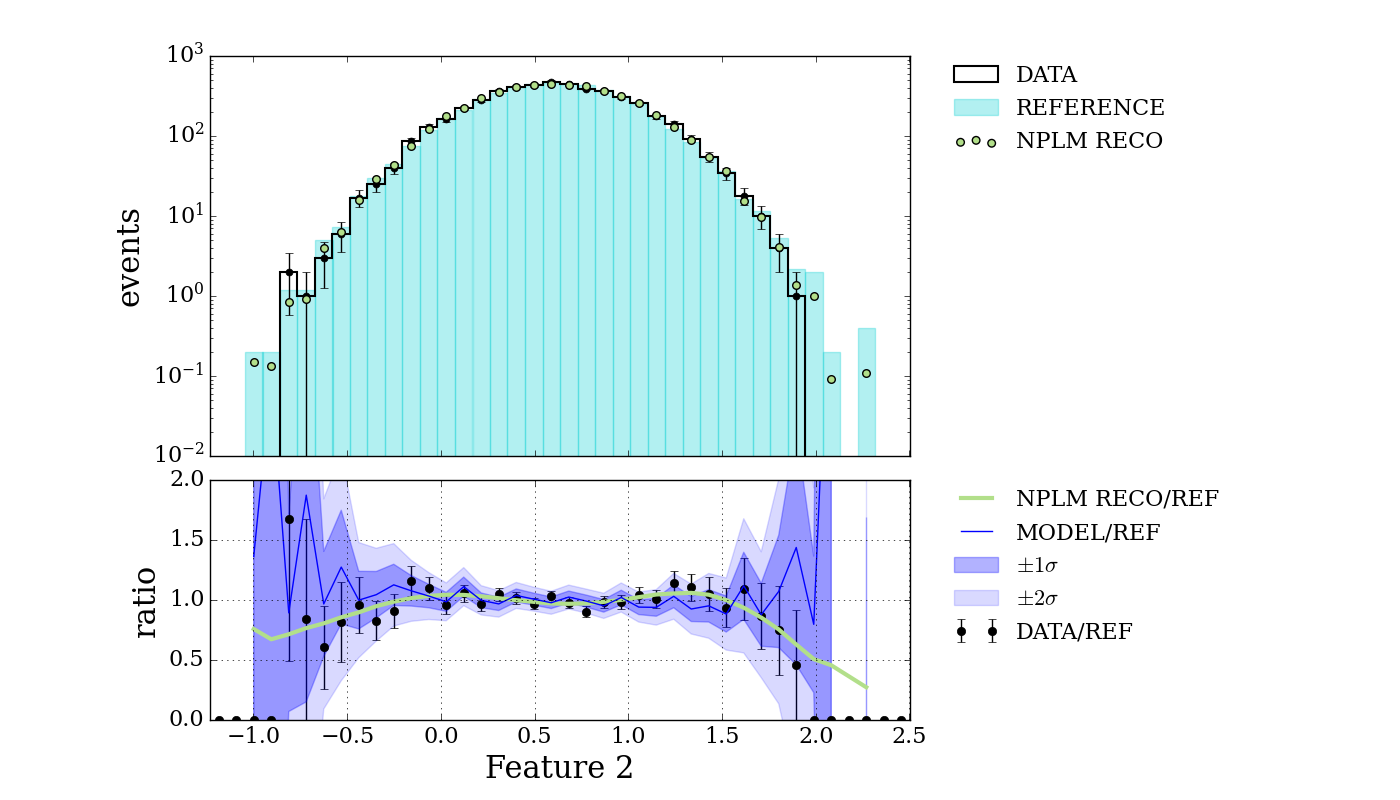 10³
10²
10¹
10⁰
10⁻¹
10⁻²
events
DATA
REFERENCE
NPLM RECO
2.0
1.5
1.0
0.5
0.0
ratio
−1.0 −0.5 0.0 0.5 1.0 1.5 2.0 2.5
Feature 2
NPLM RECO/REF
MODEL/REF
±1σ
±2σ
DATA/REF